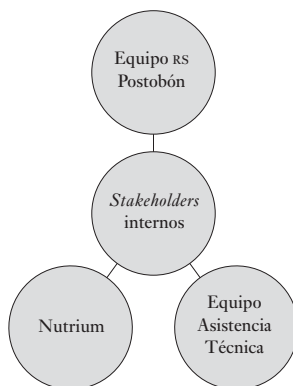 Equipo RS
Postobón
Stakeholders
internos
Nutrium
Equipo
Asistencia
Técnica